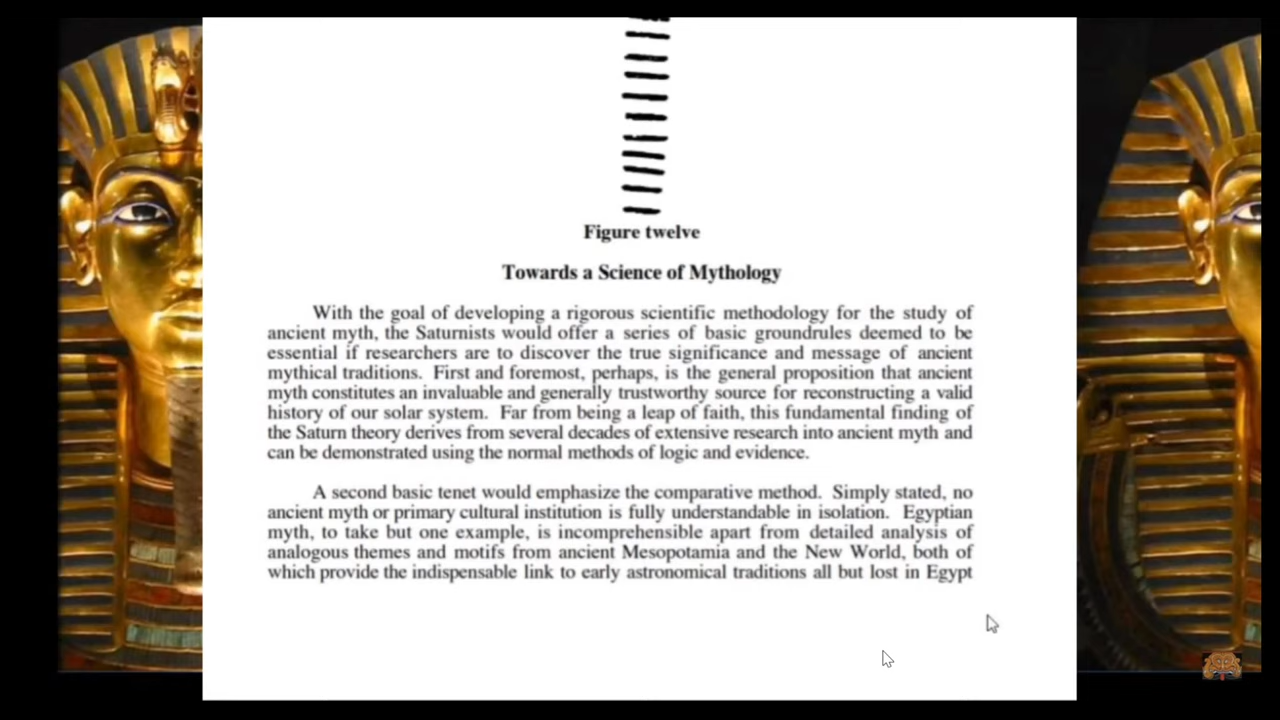 Figure twelve
Towards a Science of Mythology
With the goal of developing a rigorous scientific methodology for the study of
ancient myth, the Saturnists would offer a series of basic groundrules deemed to be
essential if researchers are to discover the true significance and message of ancient
mythical traditions. First and foremost, perhaps, is the general proposition that ancient
myth constitutes an invaluable and generally trustworthy source for reconstructing a valid
history of our solar system. Far from being a leap of faith, this fundamental finding of
the Saturn theory derives from several decades of extensive research into ancient myth and
can be demonstrated using the normal methods of logic and evidence.
A second basic tenet would emphasize the comparative method. Simply stated, no
ancient myth or primary cultural institution is fully understandable in isolation. Egyptian
myth, to take but one example, is incomprehensible apart from detailed analysis of
analogous themes and motifs from ancient Mesopotamia and the New World, both of
which provide the indispensable link to early astronomical traditions all but lost in Egypt